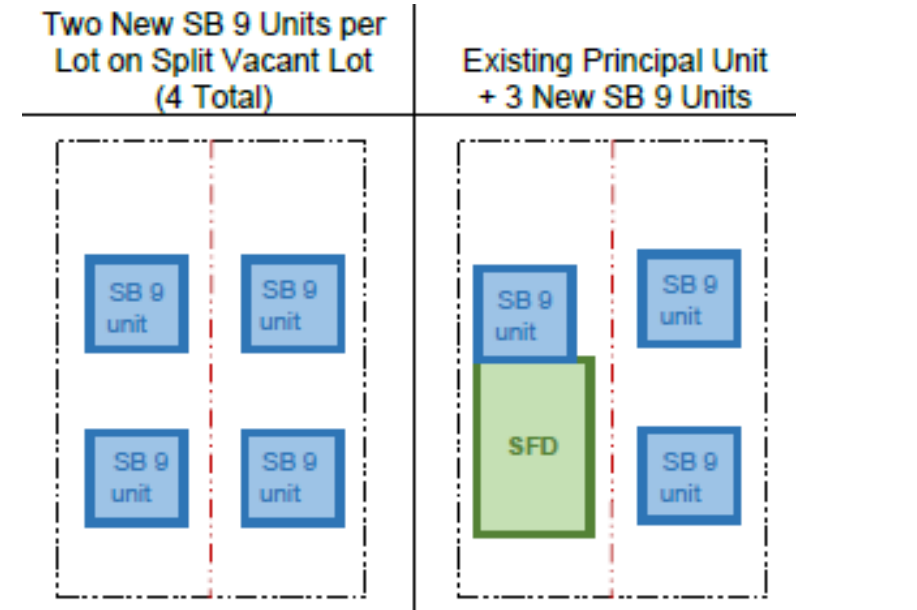 Two New SB 9 Units per
Lot on Split Vacant Lot
(4 Total)
Existing Principal Unit
+ 3 New SB 9 Units
SB 9
unit
SB 9
unit
SB 9
unit
SB 9
unit
SB 9
unit
SB 9
unit
SFD
SB 9
unit